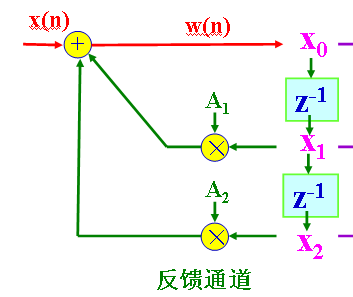 x(n)
w(n)
+
x₀
z⁻¹
A₁
×
x₁
z⁻¹
A₂
×
x₂
反馈通道